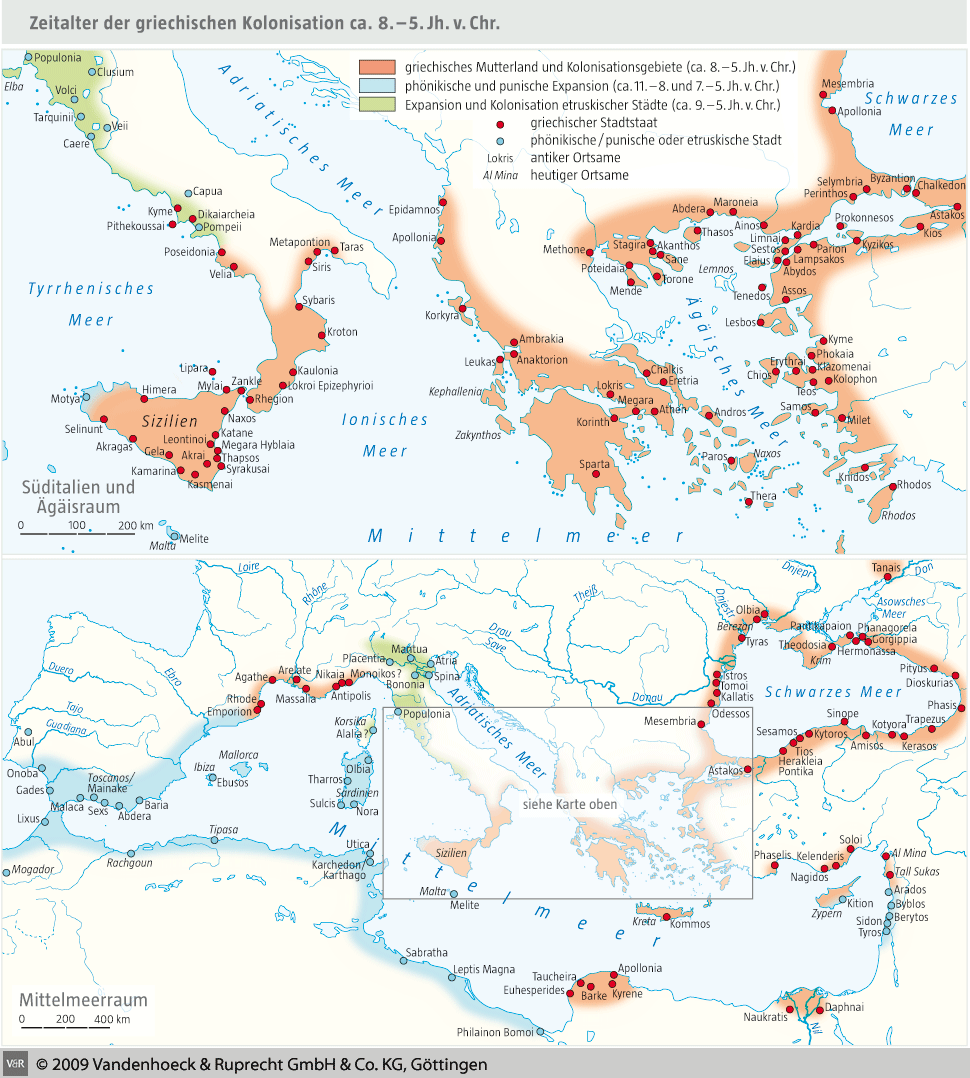 Zeitalter der griechischen Kolonisation ca. 8.–5. Jh. v. Chr.
griechisches Mutterland und Kolonisationsgebiete (ca. 8.–5. Jh. v. Chr.)
phönikische und punische Expansion (ca. 11.–8. und 7.–5. Jh. v. Chr.)
Expansion und Kolonisation etruskischer Städte (ca. 9.–5. Jh. v. Chr.)
griechischer Stadtstaat
phönikische/punische oder etruskische Stadt
Lokris antiker Ortsame
Al Mina heutiger Ortsame
Populonia
Elba
Clusium
Volci
Tarquinii
Veii
Caere
Adriatisches Meer
Capua
Kyme
Dikaiarcheia
Pithekoussai
Pompeii
Poseidonia
Velia
Metapontion
Taras
Siris
Sybaris
Kroton
Tyrrhenisches
Meer
Lipara
Kaulonia
Lokroi Epizephyrioi
Mylai
Zankle
Rhegion
Motya
Himera
Sizilien
Naxos
Selinunt
Katane
Leontinoi
Megara Hyblaia
Akragas
Gela
Akrai
Thapsos
Syrakusai
Kamarina
Kasmenai
Süditalien und
Ägäisraum
0 100 200 km
Malta
Melite
Ionisches
Meer
Mittelmeer
Epidamnos
Apollonia
Korkyra
Ambrakia
Leukas
Anaktorion
Kephallenia
Zakynthos
Lokris
Chalkis
Eretria
Megara
Athen
Korinth
Sparta
Andros
Paros
Naxos
Thera
Methone
Stagira
Akanthos
Sane
Poteidaia
Torone
Mende
Abdera
Maroneia
Thasos
Ainos
Lemnos
Ägäisches Meer
Mesembria
Apollonia
Schwarzes
Meer
Selymbria
Byzantion
Perinthos
Chalkedon
Astakos
Prokonnesos
Kios
Kardia
Limnai
Sestos
Parion
Kyzikos
Elaius
Lampsakos
Abydos
Assos
Tenedos
Lesbos
Kyme
Phokaia
Erythrai
Klazomenai
Chios
Kolophon
Teos
Samos
Milet
Knidos
Rhodos
Rhodos
Loire
Rhône
Theiß
Drau
Save
Dnjestr
Dnjepr
Don
Donau
Duero
Ebro
Tajo
Guadiana
Tanais
Asowsches
Meer
Olbia
Berezan
Tyras
Pantikapaion
Phanagoreia
Gorgippia
Theodosia
Hermonassa
Krim
Pityus
Dioskurias
Phasis
Istros
Tomoi
Kallatis
Odessos
Mesembria
Schwarzes Meer
Sinope
Sesamos
Kytoros
Kotyora
Trapezus
Amisos
Kerasos
Tios
Herakleia
Pontika
Astakos
Mantua
Placentia
Atria
Spina
Bononia
Adriatisches Meer
Populonia
Agathe
Arelate
Nikaia
Monoikos?
Massalia
Antipolis
Rhode
Emporion
Korsika
Alalia?
Abul
Onoba
Gades
Toscanos/
Mainake
Malaca
Sexs
Abdera
Baria
Ibiza
Mallorca
Ebusos
Olbia
Tharros
Sardinien
Sulcis
Nora
Lixus
Mogador
Rachgoun
Tipasa
Utica
Karchedon/
Karthago
Mittelmeer
siehe Karte oben
Sizilien
Malta
Melite
Kreta
Kommos
Phaselis
Kelenderis
Soloi
Nagidos
Al Mina
Tall Sukas
Arados
Zypern
Kition
Byblos
Berytos
Sidon
Tyros
Sabratha
Leptis Magna
Philainon Bomoi
Taucheira
Apollonia
Euhesperides
Barke
Kyrene
Naukratis
Daphnai
Nil
Mittelmeerraum
0 200 400 km
V&R
© 2009 Vandenhoeck & Ruprecht GmbH & Co. KG, Göttingen